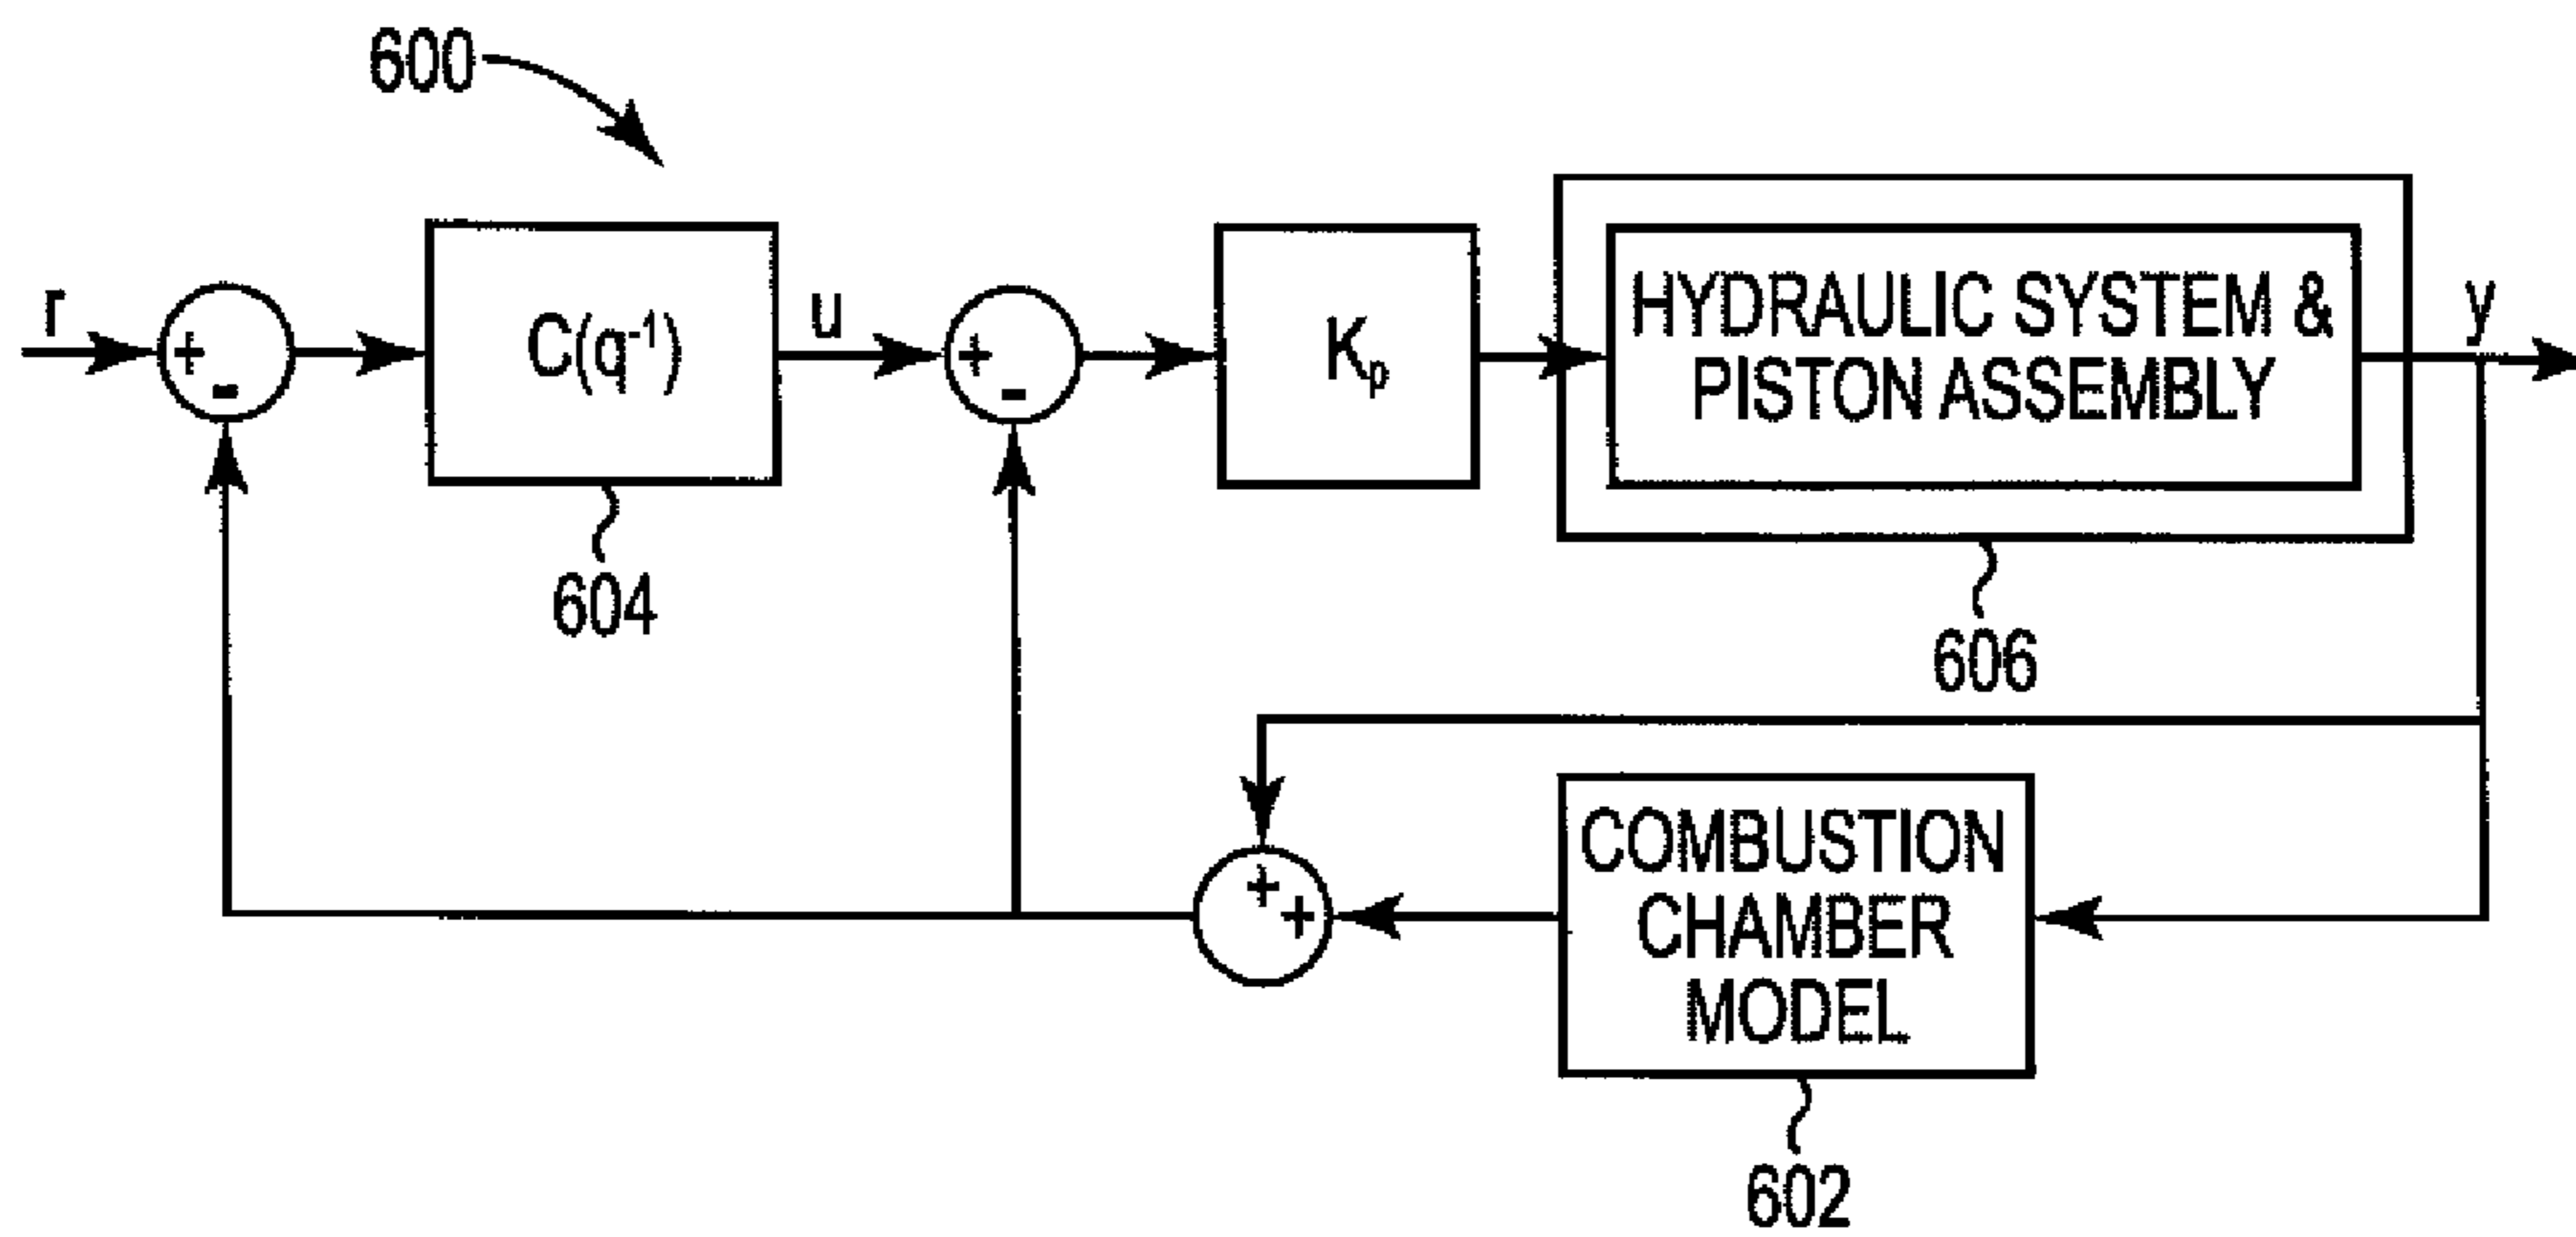 600
r
+
-
C(q⁻¹)
u
+
-
Kₚ
HYDRAULIC SYSTEM &
PISTON ASSEMBLY
y
604
606
+
+
COMBUSTION
CHAMBER
MODEL
602